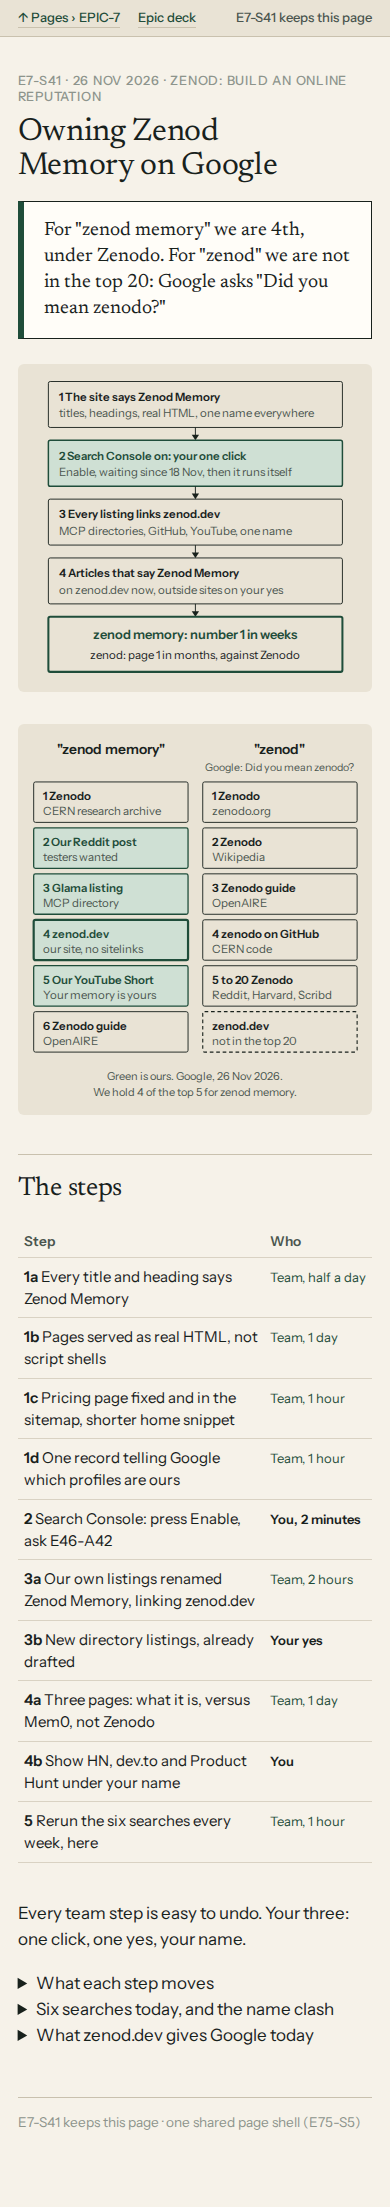 ↑ Pages › EPIC-7 Epic deck E7-S41 keeps this page
E7-S41 · 26 NOV 2026 · ZENOD: BUILD AN ONLINE
REPUTATION
Owning Zenod
Memory on Google
For "zenod memory" we are 4th,
under Zenodo. For "zenod" we are not
in the top 20: Google asks "Did you
mean zenodo?"
1 The site says Zenod Memory
titles, headings, real HTML, one name everywhere
2 Search Console on: your one click
Enable, waiting since 18 Nov, then it runs itself
3 Every listing links zenod.dev
MCP directories, GitHub, YouTube, one name
4 Articles that say Zenod Memory
on zenod.dev now, outside sites on your yes
zenod memory: number 1 in weeks
zenod: page 1 in months, against Zenodo
"zenod memory"
1 Zenodo
CERN research archive
2 Our Reddit post
testers wanted
3 Glama listing
MCP directory
4 zenod.dev
our site, no sitelinks
5 Our YouTube Short
Your memory is yours
6 Zenodo guide
OpenAIRE
"zenod"
Google: Did you mean zenodo?
1 Zenodo
zenodo.org
2 Zenodo
Wikipedia
3 Zenodo guide
OpenAIRE
4 zenodo on GitHub
CERN code
5 to 20 Zenodo
Reddit, Harvard, Scribd
zenod.dev
not in the top 20
Green is ours. Google, 26 Nov 2026.
We hold 4 of the top 5 for zenod memory.
The steps
Step Who
1a Every title and heading says Team, half a day
Zenod Memory
1b Pages served as real HTML, not Team, 1 day
script shells
1c Pricing page fixed and in the Team, 1 hour
sitemap, shorter home snippet
1d One record telling Google Team, 1 hour
which profiles are ours
2 Search Console: press Enable, You, 2 minutes
ask E46-A42
3a Our own listings renamed Team, 2 hours
Zenod Memory, linking zenod.dev
3b New directory listings, already Your yes
drafted
4a Three pages: what it is, versus Team, 1 day
Mem0, not Zenodo
4b Show HN, dev.to and Product You
Hunt under your name
5 Rerun the six searches every Team, 1 hour
week, here
Every team step is easy to undo. Your three:
one click, one yes, your name.
▶ What each step moves
▶ Six searches today, and the name clash
▶ What zenod.dev gives Google today
E7-S41 keeps this page · one shared page shell (E75-S5)